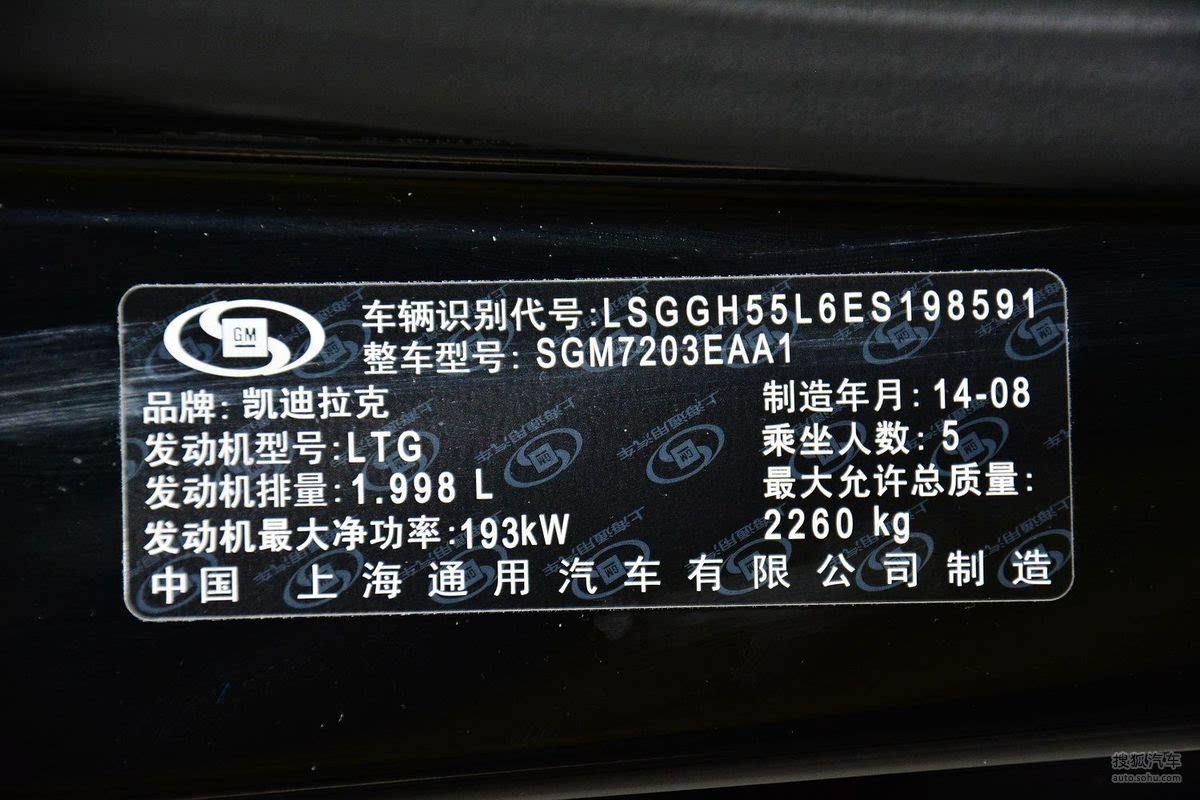 GM
车辆识别代号:LSGGH55L6ES198591
整车型号: SGM7203EAA1
品牌: 凯迪拉克
制造年月: 14-08
发动机型号:LTG
乘坐人数: 5
发动机排量:1.998 L
最大允许总质量:
2260 kg
发动机最大净功率:193kW
中国 上海通用汽车有限公司制造
搜狐汽车
auto.sohu.com